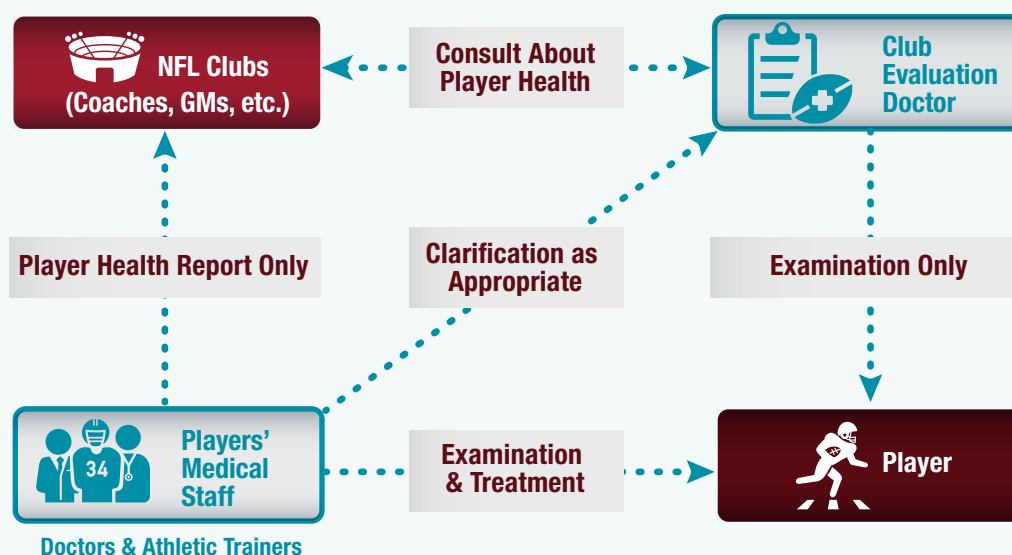 NFL Clubs
(Coaches, GMs, etc.)
Consult About
Player Health
Club
Evaluation
Doctor
Player Health Report Only
Clarification as
Appropriate
Examination Only
34
Players’
Medical
Staff
Examination
& Treatment
Player
Doctors & Athletic Trainers